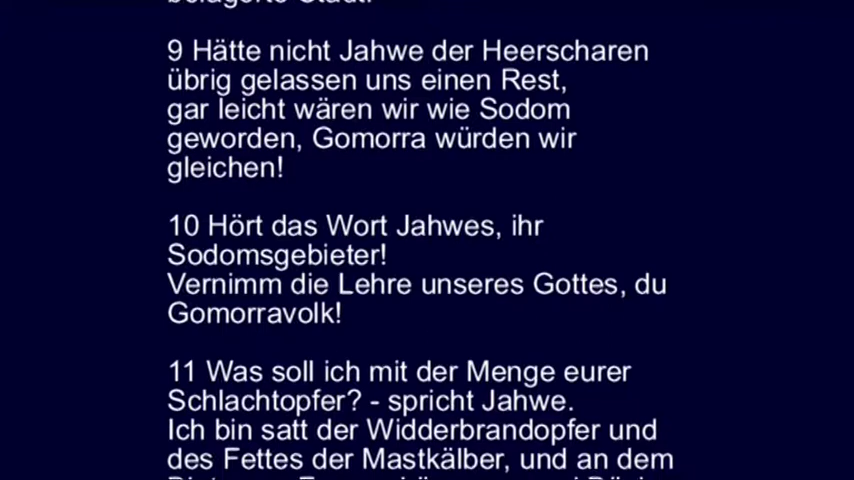 belagerte Stadt.
9 Hätte nicht Jahwe der Heerscharen
übrig gelassen uns einen Rest,
gar leicht wären wir wie Sodom
geworden, Gomorra würden wir
gleichen!
10 Hört das Wort Jahwes, ihr
Sodomsgebieter!
Vernimm die Lehre unseres Gottes, du
Gomorravolk!
11 Was soll ich mit der Menge eurer
Schlachtopfer? - spricht Jahwe.
Ich bin satt der Widderbrandopfer und
des Fettes der Mastkälber, und an dem